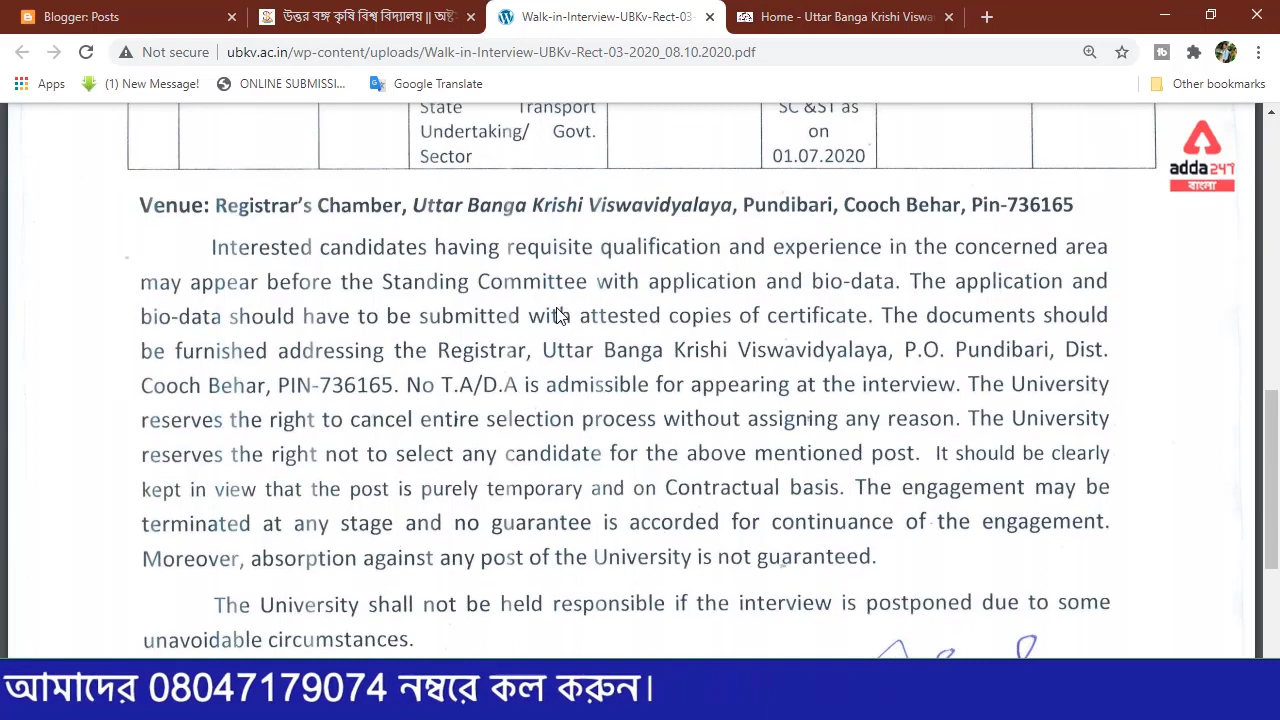 Blogger: Posts
উত্তর বঙ্গ কৃষি বিশ্ব বিদ্যালয় || অষ্ট
Walk-in-Interview-UBKv-Rect-03-
Home - Uttar Banga Krishi Viswa
Not secure
ubkv.ac.in/wp-content/uploads/Walk-in-Interview-UBKv-Rect-03-2020_08.10.2020.pdf
Apps
(1) New Message!
ONLINE SUBMISSI...
Google Translate
Other bookmarks
State Transport
Undertaking/ Govt.
Sector
SC &ST as
on
01.07.2020
adda247
বাংলা
Venue: Registrar's Chamber, Uttar Banga Krishi Viswavidyalaya, Pundibari, Cooch Behar, Pin-736165
Interested candidates having requisite qualification and experience in the concerned area
may appear before the Standing Committee with application and bio-data. The application and
bio-data should have to be submitted with attested copies of certificate. The documents should
be furnished addressing the Registrar, Uttar Banga Krishi Viswavidyalaya, P.O. Pundibari, Dist.
Cooch Behar, PIN-736165. No T.A/D.A is admissible for appearing at the interview. The University
reserves the right to cancel entire selection process without assigning any reason. The University
reserves the right not to select any candidate for the above mentioned post. It should be clearly
kept in view that the post is purely temporary and on Contractual basis. The engagement may be
terminated at any stage and no guarantee is accorded for continuance of the engagement.
Moreover, absorption against any post of the University is not guaranteed.
The University shall not be held responsible if the interview is postponed due to some
unavoidable circumstances.
আমাদের 08047179074 নম্বরে কল করুন।